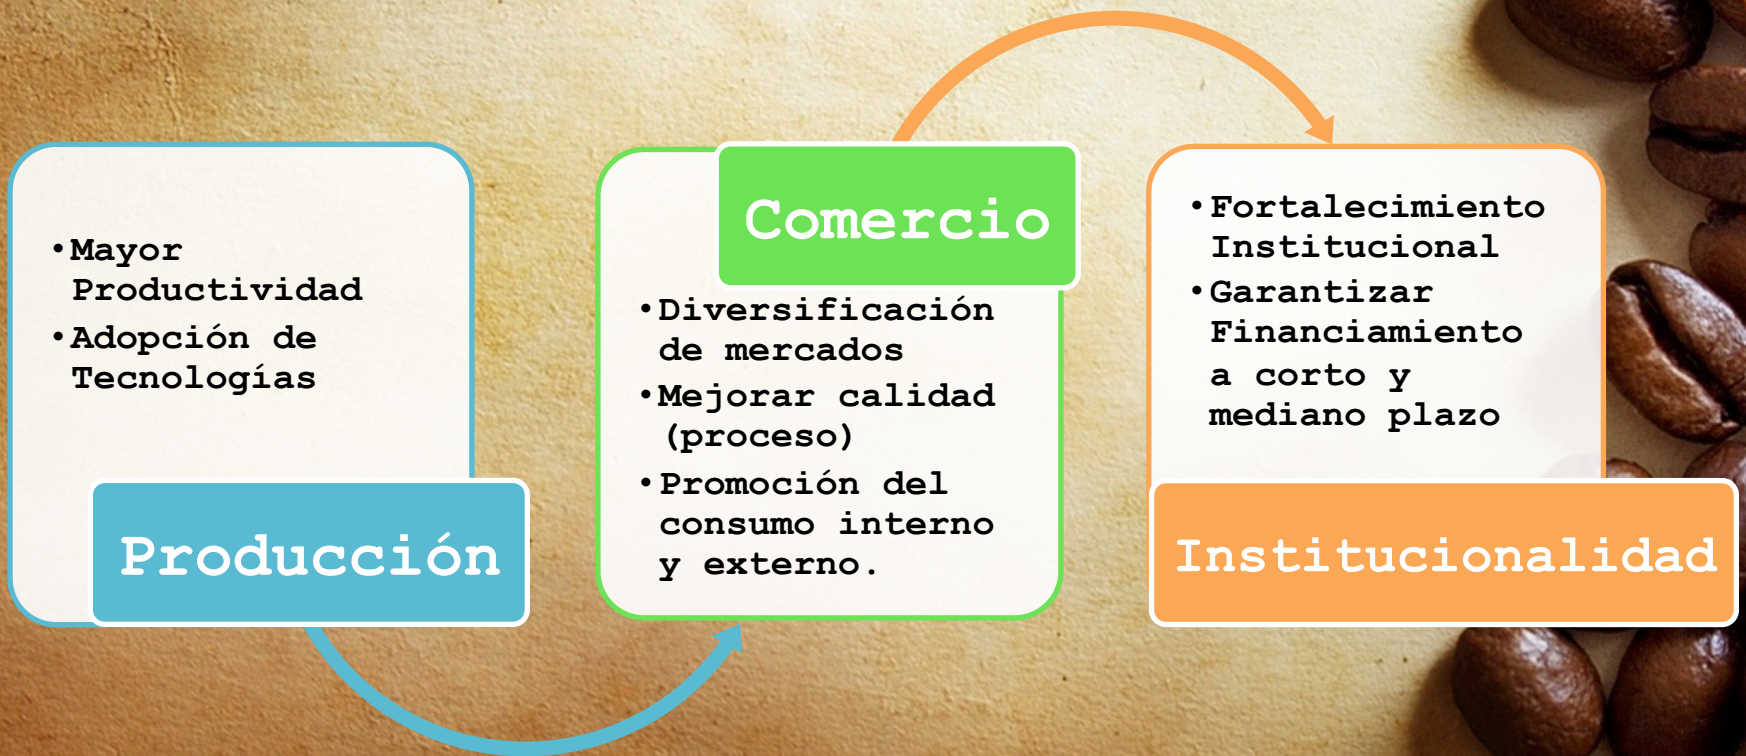 •Mayor
Productividad
•Adopción de
Tecnologías
Producción
Comercio
•Diversificación
de mercados
•Mejorar calidad
(proceso)
•Promoción del
consumo interno
y externo.
•Fortalecimiento
Institucional
•Garantizar
Financiamiento
a corto y
mediano plazo
Institucionalidad